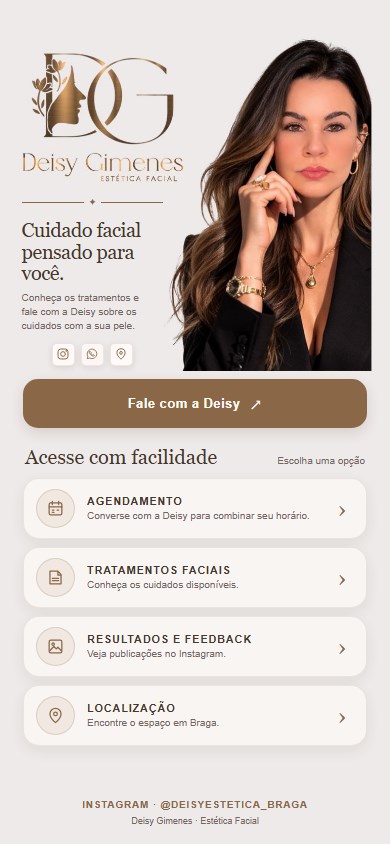 DG
Deisy Gimenes
ESTÉTICA FACIAL
Cuidado facial
pensado para
você.
Conheça os tratamentos e
fale com a Deisy sobre os
cuidados com a sua pele.
Fale com a Deisy ↗
Acesse com facilidade
Escolha uma opção
AGENDAMENTO
Converse com a Deisy para combinar seu horário.
TRATAMENTOS FACIAIS
Conheça os cuidados disponíveis.
RESULTADOS E FEEDBACK
Veja publicações no Instagram.
LOCALIZAÇÃO
Encontre o espaço em Braga.
INSTAGRAM · @DEISYESTETICA_BRAGA
Deisy Gimenes · Estética Facial